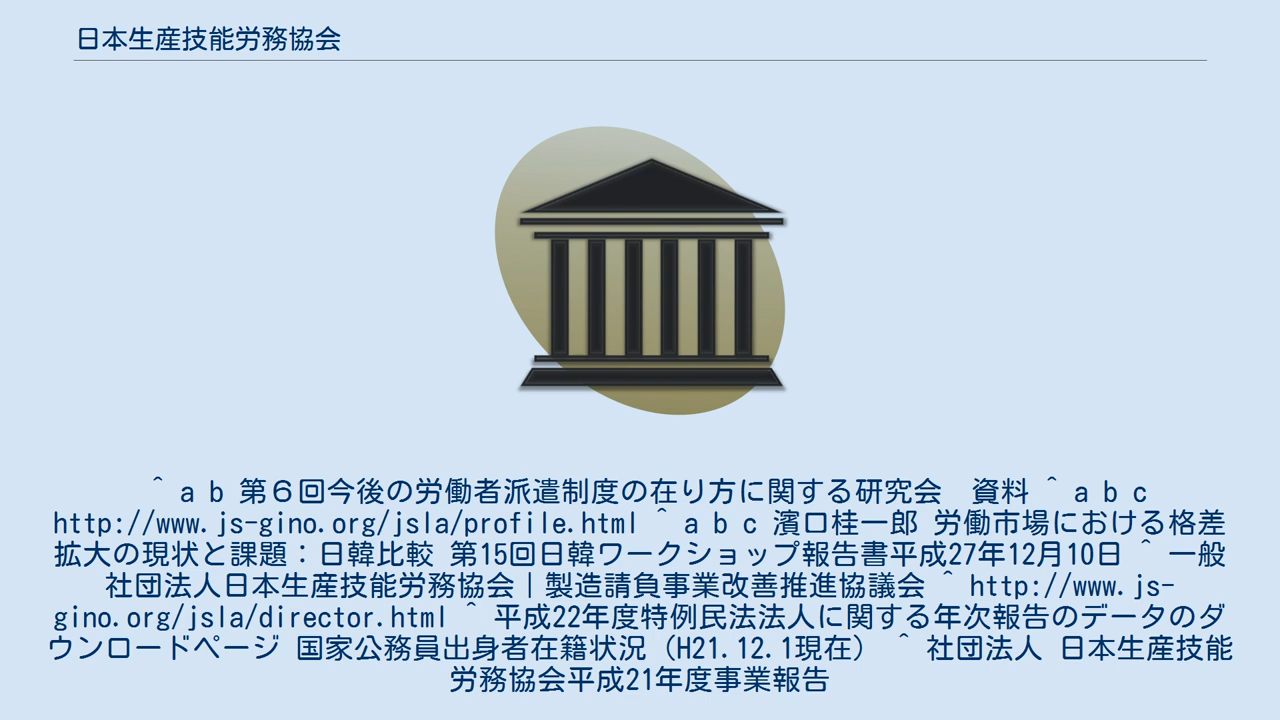 日本生産技能労務協会
^ a b 第６回今後の労働者派遣制度の在り方に関する研究会　資料 ^ a b c
http://www.js-gino.org/jsla/profile.html ^ a b c 濱口桂一郎 労働市場における格差
拡大の現状と課題：日韓比較 第15回日韓ワークショップ報告書平成27年12月10日 ^ 一般
社団法人日本生産技能労務協会｜製造請負事業改善推進協議会 ^ http://www.js-
gino.org/jsla/director.html ^ 平成22年度特例民法法人に関する年次報告のデータのダ
ウンロードページ 国家公務員出身者在籍状況（H21.12.1現在） ^ 社団法人 日本生産技能
労務協会平成21年度事業報告